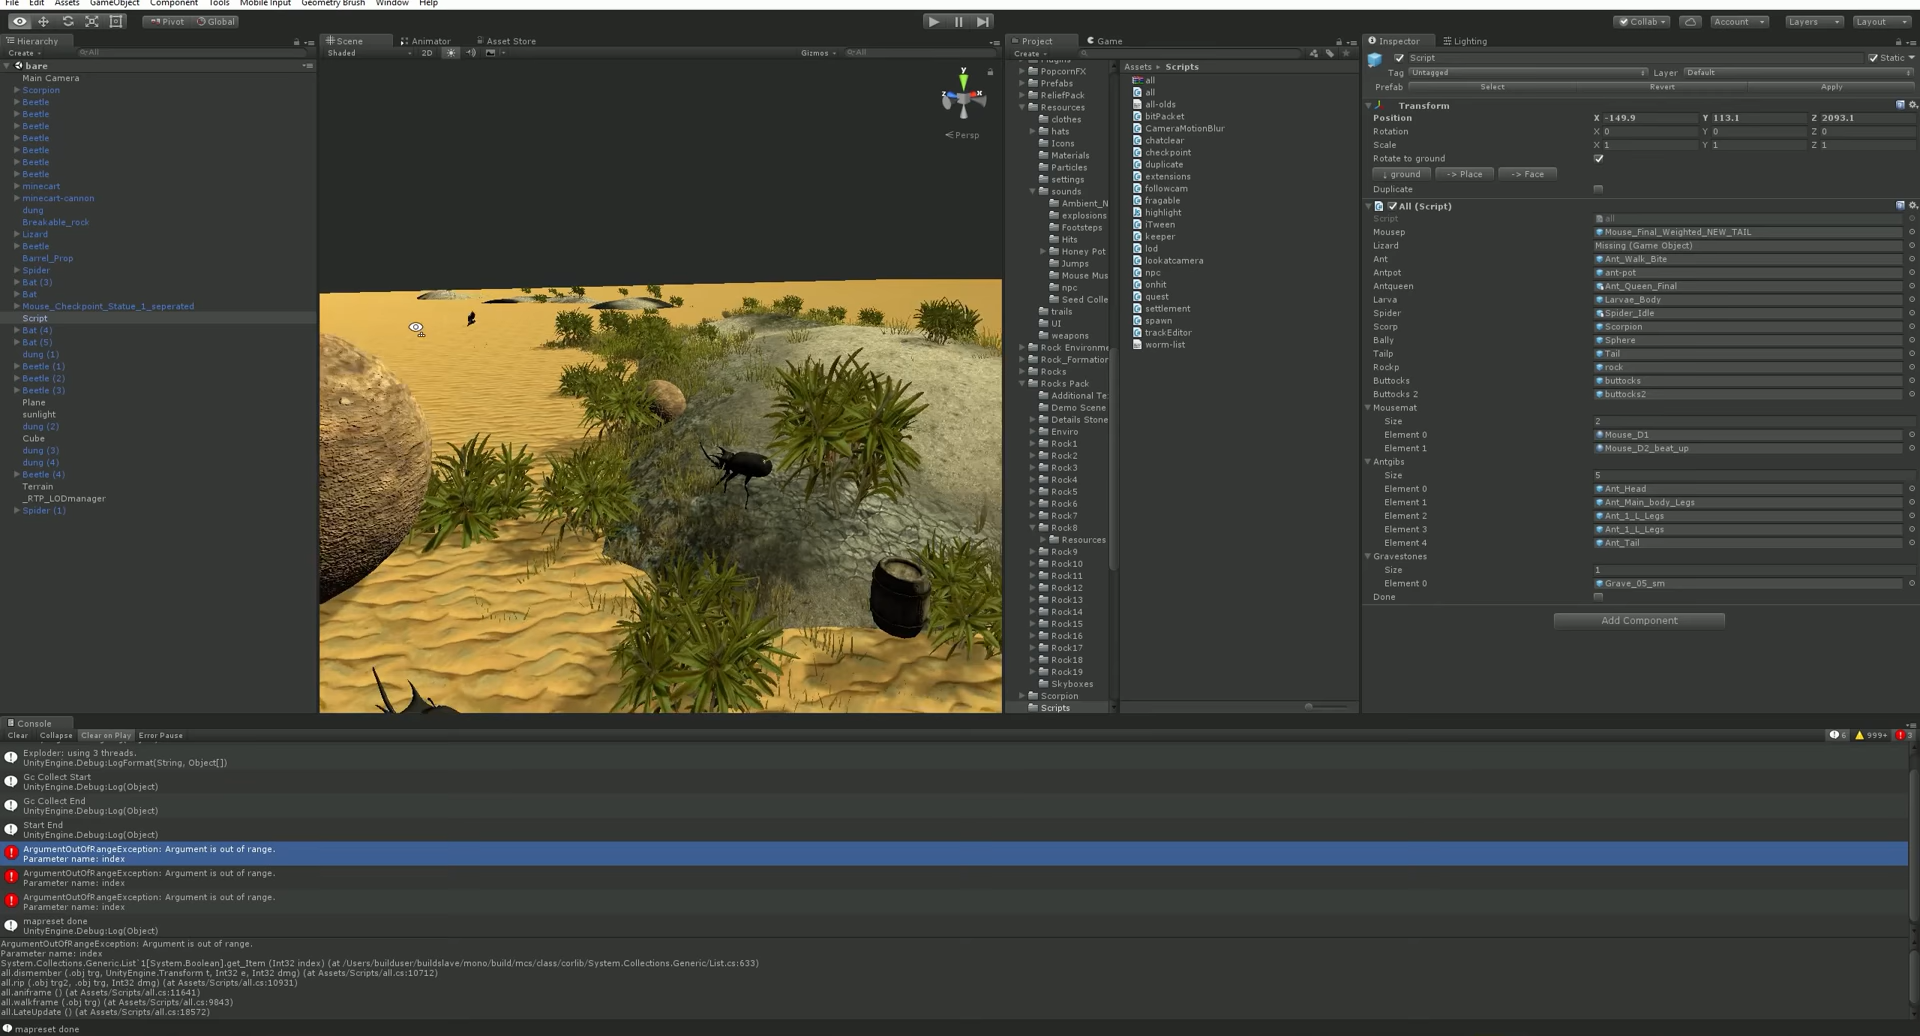 File Edit Assets GameObject Component Tools Mobile Input Geometry Brush Window Help
Pivot Global Collab Account Layers Layout
Hierarchy
Create All
bare
Main Camera
Scorpion
Beetle
Beetle
Beetle
Beetle
Beetle
Beetle
Beetle
minecart
minecart-cannon
dung
Breakable_rock
Lizard
Beetle
Barrel_Prop
Spider
Bat (3)
Bat
Mouse_Checkpoint_Statue_1_seperated
Script
Bat (4)
Bat (5)
dung (1)
Beetle (1)
Beetle (2)
Beetle (3)
Plane
sunlight
dung (2)
Cube
dung (3)
dung (4)
Beetle (4)
Terrain
_RTP_LODmanager
Spider (1)
Scene Animator Asset Store
Shaded 2D Gizmos All
y
z x
Persp
Project Game
Create
Plugins
PopcornFX
Prefabs
ReliefPack
Resources
clothes
hats
Icons
Materials
Particles
settings
sounds
Ambient_N
explosions
Footsteps
Hits
Honey Pot
Jumps
Mouse Mus
npc
Seed Colle
trails
UI
weapons
Rock Environme
Rock_Formation
Rocks
Rocks Pack
Additional Te
Demo Scene
Details Stone
Enviro
Rock1
Rock2
Rock3
Rock4
Rock5
Rock6
Rock7
Rock8
Resources
Rock9
Rock10
Rock11
Rock12
Rock13
Rock14
Rock15
Rock16
Rock17
Rock18
Rock19
Skyboxes
Scorpion
Scripts
Assets Scripts
all
all
all-olds
bitPacket
CameraMotionBlur
chatclear
checkpoint
duplicate
extensions
followcam
fragable
highlight
iTween
keeper
lod
lookatcamera
npc
onhit
quest
settlement
spawn
trackEditor
worm-list
Inspector Lighting
Script Static
Tag Untagged Layer Default
Prefab Select Revert Apply
Transform
Position X -149.9 Y 113.1 Z 2093.1
Rotation X 0 Y 0 Z 0
Scale X 1 Y 1 Z 1
Rotate to ground
↓ ground -> Place -> Face
Duplicate
All (Script)
Script all
Mousep Mouse_Final_Weighted_NEW_TAIL
Lizard Missing (Game Object)
Ant Ant_Walk_Bite
Antpot ant-pot
Antqueen Ant_Queen_Final
Larva Larvae_Body
Spider Spider_Idle
Scorp Scorpion
Bally Sphere
Tailp Tail
Rockp rock
Buttocks buttocks
Buttocks 2 buttocks2
Mousemat
Size 2
Element 0 Mouse_D1
Element 1 Mouse_D2_beat_up
Antgibs
Size 5
Element 0 Ant_Head
Element 1 Ant_Main_body_Legs
Element 2 Ant_1_L_Legs
Element 3 Ant_1_L_Legs
Element 4 Ant_Tail
Gravestones
Size 1
Element 0 Grave_05_sm
Done
Add Component
Console
Clear Collapse Clear on Play Error Pause 6 999+ 3
Exploder: using 3 threads.
UnityEngine.Debug:LogFormat(String, Object[])
Gc Collect Start
UnityEngine.Debug:Log(Object)
Gc Collect End
UnityEngine.Debug:Log(Object)
Start End
UnityEngine.Debug:Log(Object)
ArgumentOutOfRangeException: Argument is out of range.
Parameter name: index
ArgumentOutOfRangeException: Argument is out of range.
Parameter name: index
ArgumentOutOfRangeException: Argument is out of range.
Parameter name: index
mapreset done
UnityEngine.Debug:Log(Object)
ArgumentOutOfRangeException: Argument is out of range.
Parameter name: index
System.Collections.Generic.List`1[System.Boolean].get_Item (Int32 index) (at /Users/builduser/buildslave/mono/build/mcs/class/corlib/System.Collections.Generic/List.cs:633)
all.dismember (.obj trg, UnityEngine.Transform t, Int32 e, Int32 dmg) (at Assets/Scripts/all.cs:10712)
all.rip (.obj trg2, .obj trg, Int32 dmg) (at Assets/Scripts/all.cs:10931)
all.aniframe () (at Assets/Scripts/all.cs:11641)
all.walkframe (.obj trg) (at Assets/Scripts/all.cs:9843)
all.LateUpdate () (at Assets/Scripts/all.cs:18572)
mapreset done